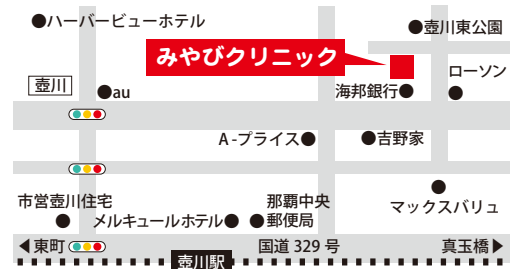 ●ハーバービューホテル
●壺川東公園
みやびクリニック
壺川
●au
海邦銀行●
ローソン
●
A-プライス●
●吉野家
市営壺川住宅
●
メルキュールホテル●
那覇中央
●郵便局
●
マックスバリュ
◀東町
国道 329 号
真玉橋▶
壺川駅